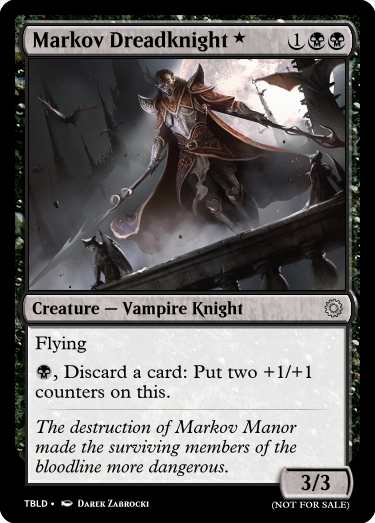 Markov Dreadknight ★ 1
Creature — Vampire Knight
Flying
, Discard a card: Put two +1/+1
counters on this.
The destruction of Markov Manor
made the surviving members of the
bloodline more dangerous.
3/3
TBLD • Darek Zabrocki
(NOT FOR SALE)